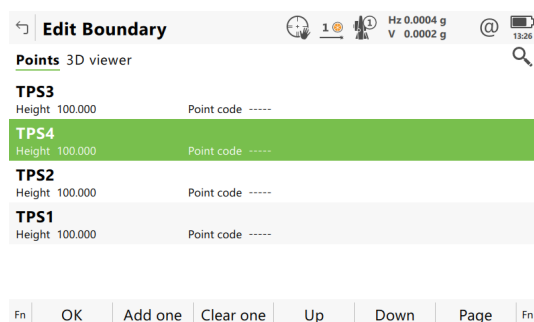 Edit Boundary
1
1
Hz 0.0004 g
V 0.0002 g
@
13:26
Points 3D viewer
TPS3
Height 100.000 Point code -----
TPS4
Height 100.000 Point code -----
TPS2
Height 100.000 Point code -----
TPS1
Height 100.000 Point code -----
Fn OK Add one Clear one Up Down Page Fn